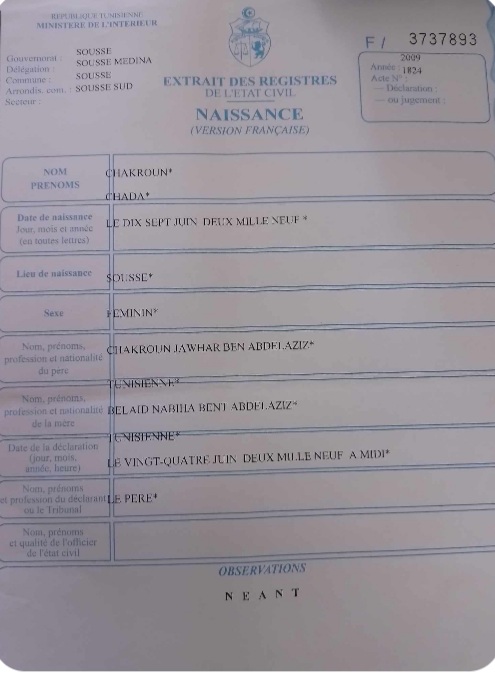 REPUBLIQUE TUNISIENNE
MINISTERE DE L'INTERIEUR
Gouvernorat : SOUSSE
Délégation : SOUSSE MEDINA
Commune : SOUSSE
Arrondis. com. : SOUSSE SUD
Secteur :
EXTRAIT DES REGISTRES
DE L'ETAT CIVIL
NAISSANCE
(VERSION FRANÇAISE)
F / 3737893
2009
Année : 1824
Acte N° :
— Déclaration :
— ou jugement :
NOM
PRENOMS
CHAKROUN*
CHADA*
Date de naissance
Jour, mois et année
(en toutes lettres)
LE DIX SEPT JUIN DEUX MILLE NEUF *
Lieu de naissance
SOUSSE*
Sexe
FEMININ*
Nom, prénoms,
profession et nationalité
du père
CHAKROUN JAWHAR BEN ABDELAZIZ*
TUNISIENNE*
Nom, prénoms,
profession et nationalité
de la mère
BELAID NABIHA BENT ABDELAZIZ*
TUNISIENNE*
Date de la déclaration
(jour, mois,
année, heure)
LE VINGT-QUATRE JUIN DEUX MILLE NEUF A MIDI*
Nom, prénoms
et profession du déclarant
ou le Tribunal
LE PERE*
Nom, prénoms
et qualité de l'officier
de l'état civil
OBSERVATIONS
N E A N T